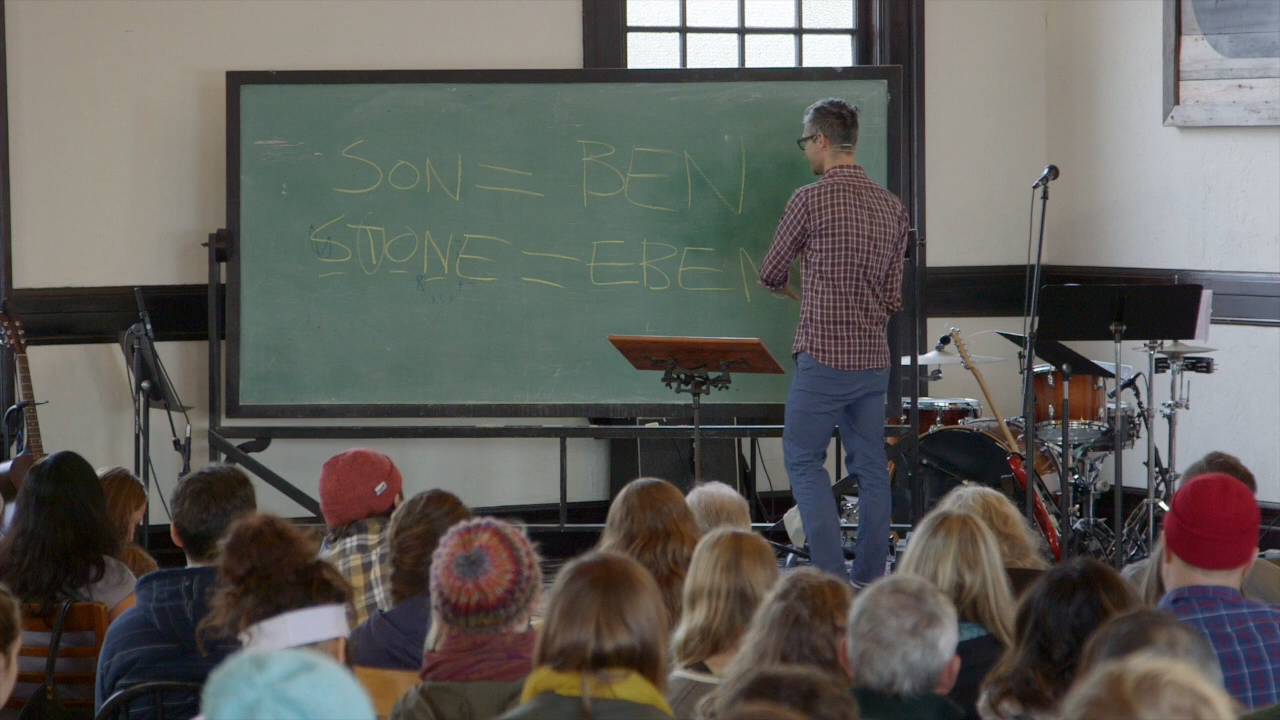 SON = BEN
STONE = EBEN